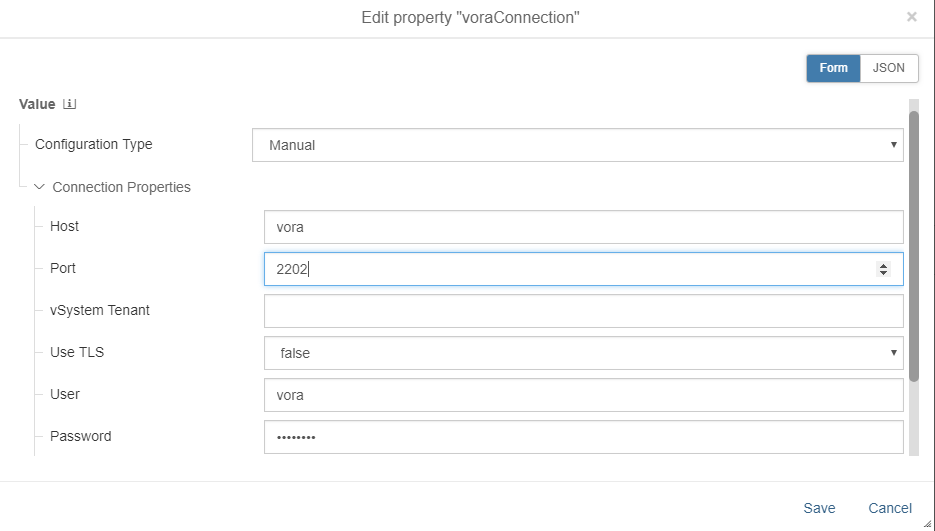 Edit property "voraConnection"
×
Form JSON
Value
Configuration Type Manual
Connection Properties
Host vora
Port 2202
vSystem Tenant
Use TLS false
User vora
Password ••••••••
Save Cancel